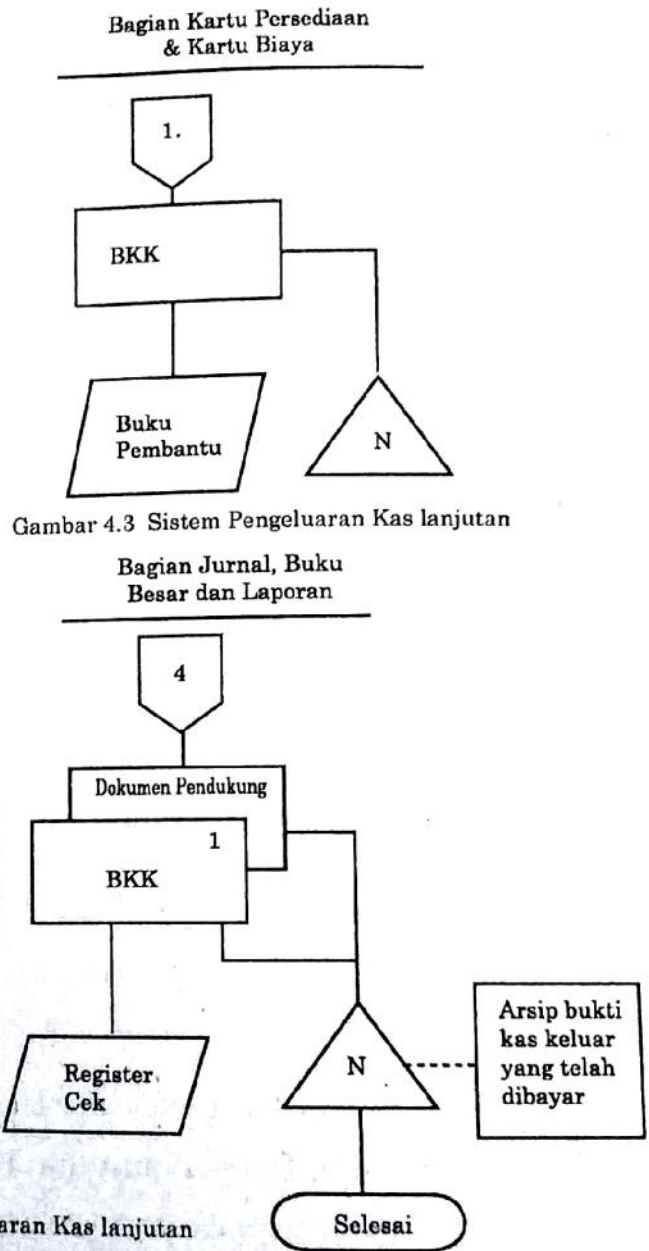 Bagian Kartu Persediaan
& Kartu Biaya
1.
BKK
Buku
Pembantu
N
Gambar 4.3 Sistem Pengeluaran Kas lanjutan
Bagian Jurnal, Buku
Besar dan Laporan
4
Dokumen Pendukung
1
BKK
Register
Cek
N
Arsip bukti
kas keluar
yang telah
dibayar
aran Kas lanjutan
Selesai